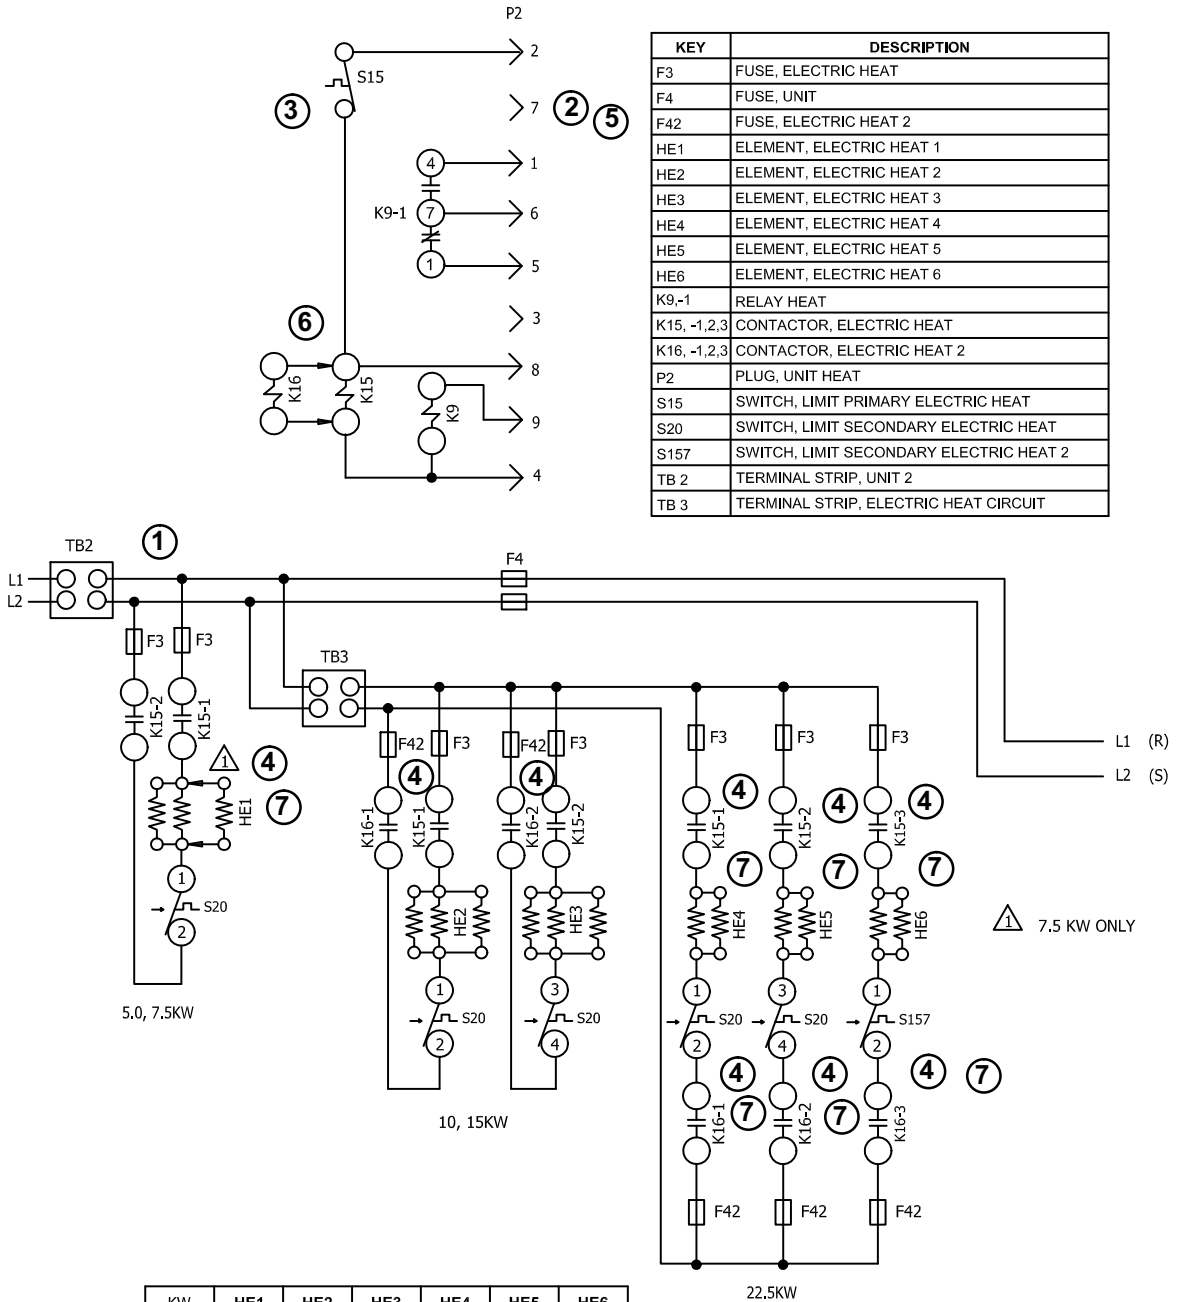 P2
2
S15
3
7
2
5
4
1
K9-1
7
6
1
5
3
6
8
K16
K15
K9
9
4
KEY DESCRIPTION
F3 FUSE, ELECTRIC HEAT
F4 FUSE, UNIT
F42 FUSE, ELECTRIC HEAT 2
HE1 ELEMENT, ELECTRIC HEAT 1
HE2 ELEMENT, ELECTRIC HEAT 2
HE3 ELEMENT, ELECTRIC HEAT 3
HE4 ELEMENT, ELECTRIC HEAT 4
HE5 ELEMENT, ELECTRIC HEAT 5
HE6 ELEMENT, ELECTRIC HEAT 6
K9,-1 RELAY HEAT
K15, -1,2,3 CONTACTOR, ELECTRIC HEAT
K16, -1,2,3 CONTACTOR, ELECTRIC HEAT 2
P2 PLUG, UNIT HEAT
S15 SWITCH, LIMIT PRIMARY ELECTRIC HEAT
S20 SWITCH, LIMIT SECONDARY ELECTRIC HEAT
S157 SWITCH, LIMIT SECONDARY ELECTRIC HEAT 2
TB 2 TERMINAL STRIP, UNIT 2
TB 3 TERMINAL STRIP, ELECTRIC HEAT CIRCUIT
TB2
1
F4
L1
L2
F3 F3
TB3
K15-2 K15-1
1
4
7
HE1
1
S20
2
5.0, 7.5KW
F42 F3 F42 F3
4 4
K16-1 K15-1 K16-2 K15-2
HE2 HE3
1 3
S20 S20
2 4
10, 15KW
F3 F3 F3
4 4 4
K15-1 K15-2 K15-3
7 7 7
HE4 HE5 HE6
1 3 1
S20 S20 S157
2 4 2
4 4 4 7
7 7
K16-1 K16-2 K16-3
F42 F42 F42
22.5KW
L1 (R)
L2 (S)
1 7.5 KW ONLY
KW HE1 HE2 HE3 HE4 HE5 HE6